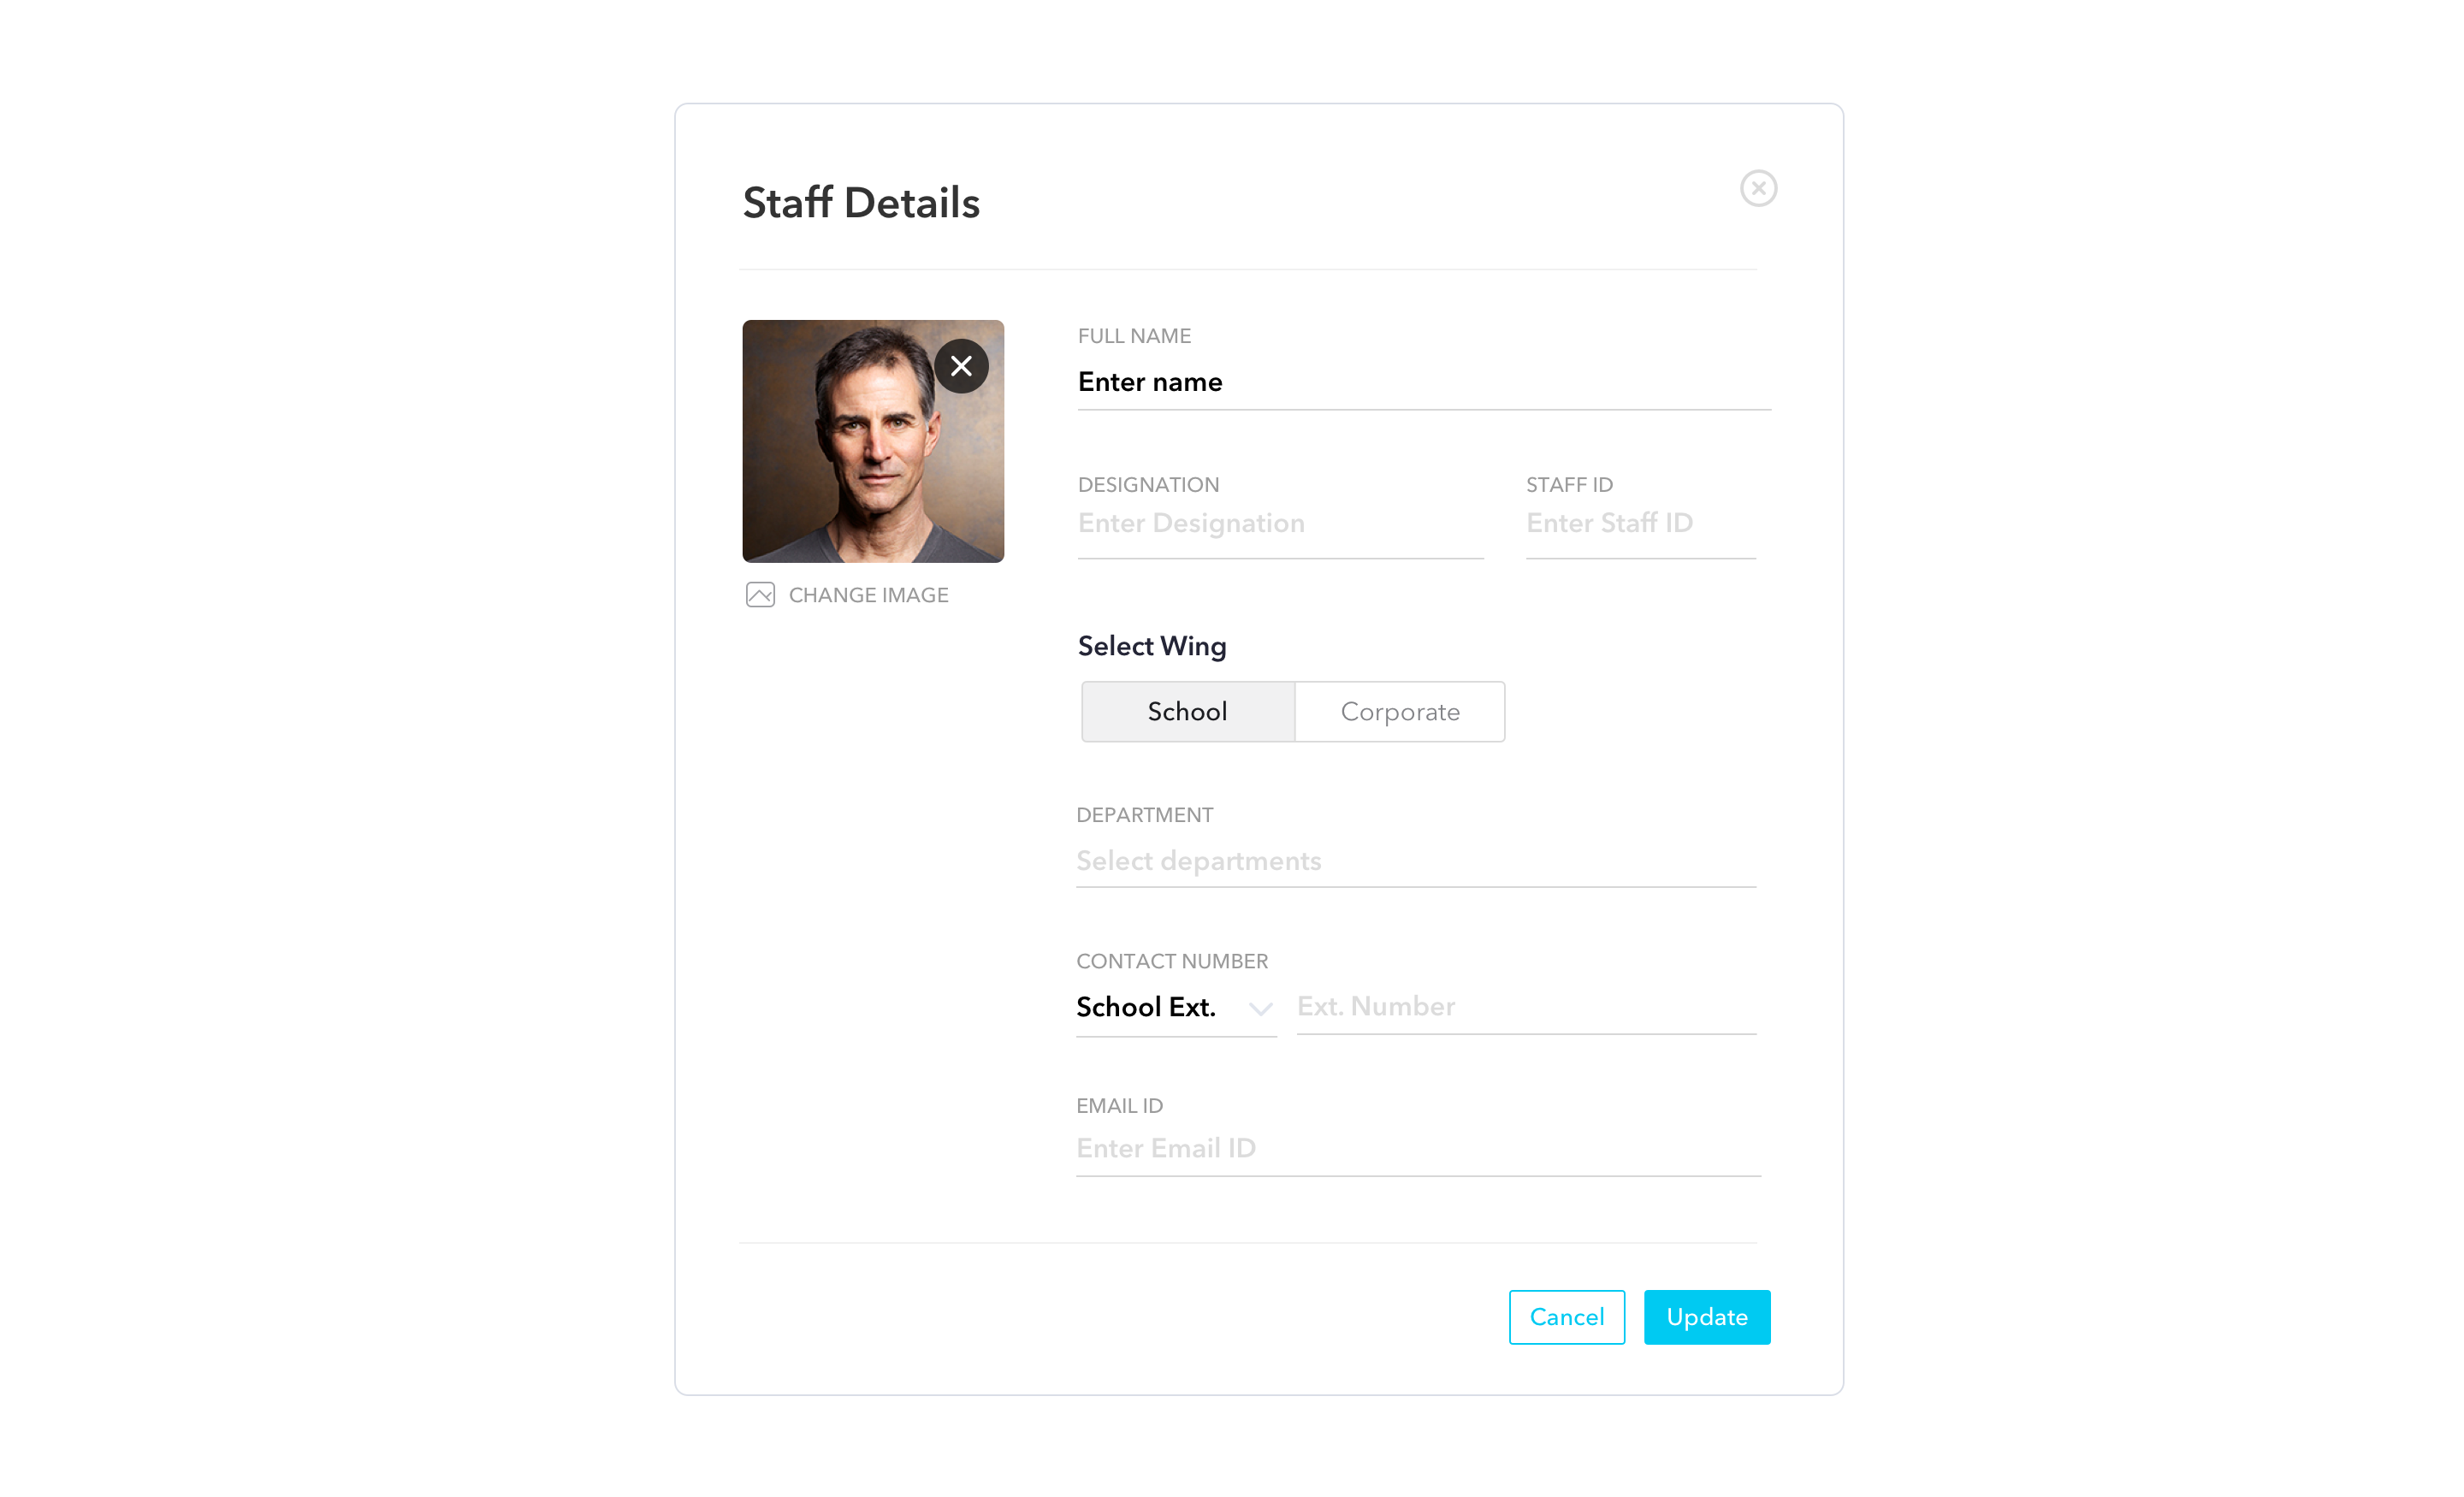 Staff Details
FULL NAME
Enter name
DESIGNATION
STAFF ID
Enter Designation
Enter Staff ID
CHANGE IMAGE
Select Wing
School
Corporate
DEPARTMENT
Select departments
CONTACT NUMBER
School Ext.
Ext. Number
EMAIL ID
Enter Email ID
Cancel
Update